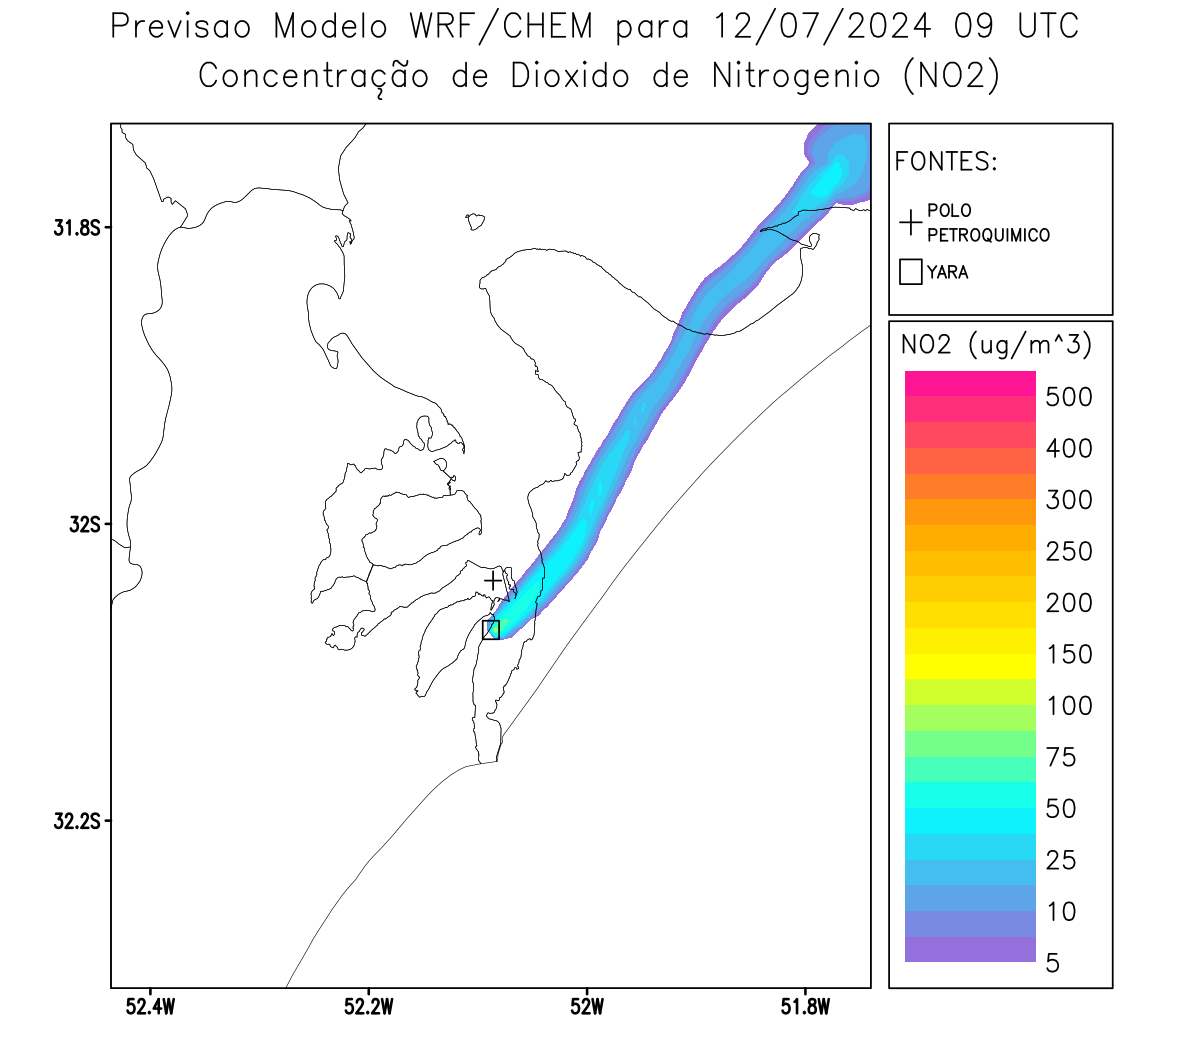 Previsao Modelo WRF/CHEM para 12/07/2024 09 UTC
Concentração de Dioxido de Nitrogenio (NO2)
FONTES:
POLO
PETROQUIMICO
YARA
NO2 (ug/m^3)
500
400
300
250
200
150
100
75
50
25
10
5
31.8S
32S
32.2S
52.4W
52.2W
52W
51.8W